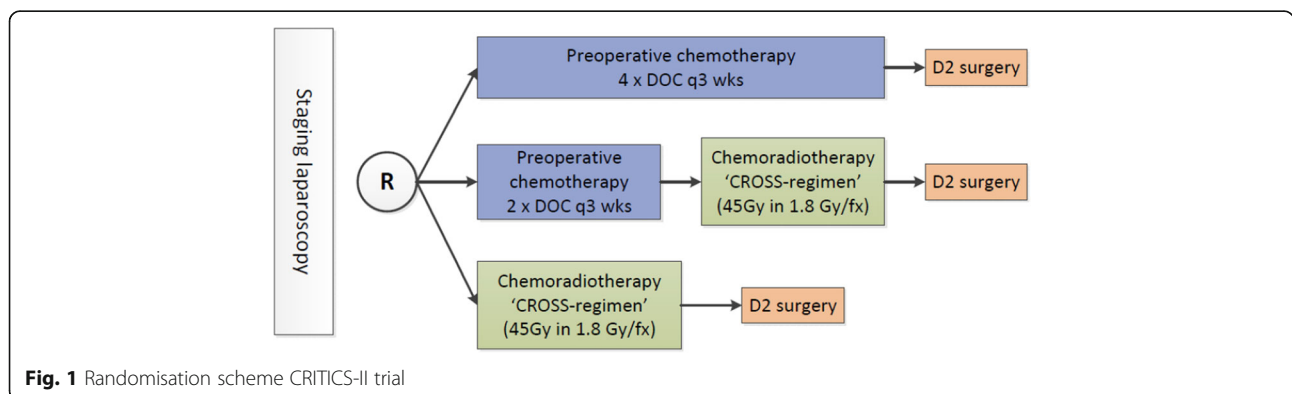 Staging laparoscopy
R
Preoperative chemotherapy
4 x DOC q3 wks
D2 surgery
Preoperative
chemotherapy
2 x DOC q3 wks
Chemoradiotherapy
‘CROSS-regimen’
(45Gy in 1.8 Gy/fx)
D2 surgery
Chemoradiotherapy
‘CROSS-regimen’
(45Gy in 1.8 Gy/fx)
D2 surgery
Fig. 1 Randomisation scheme CRITICS-II trial